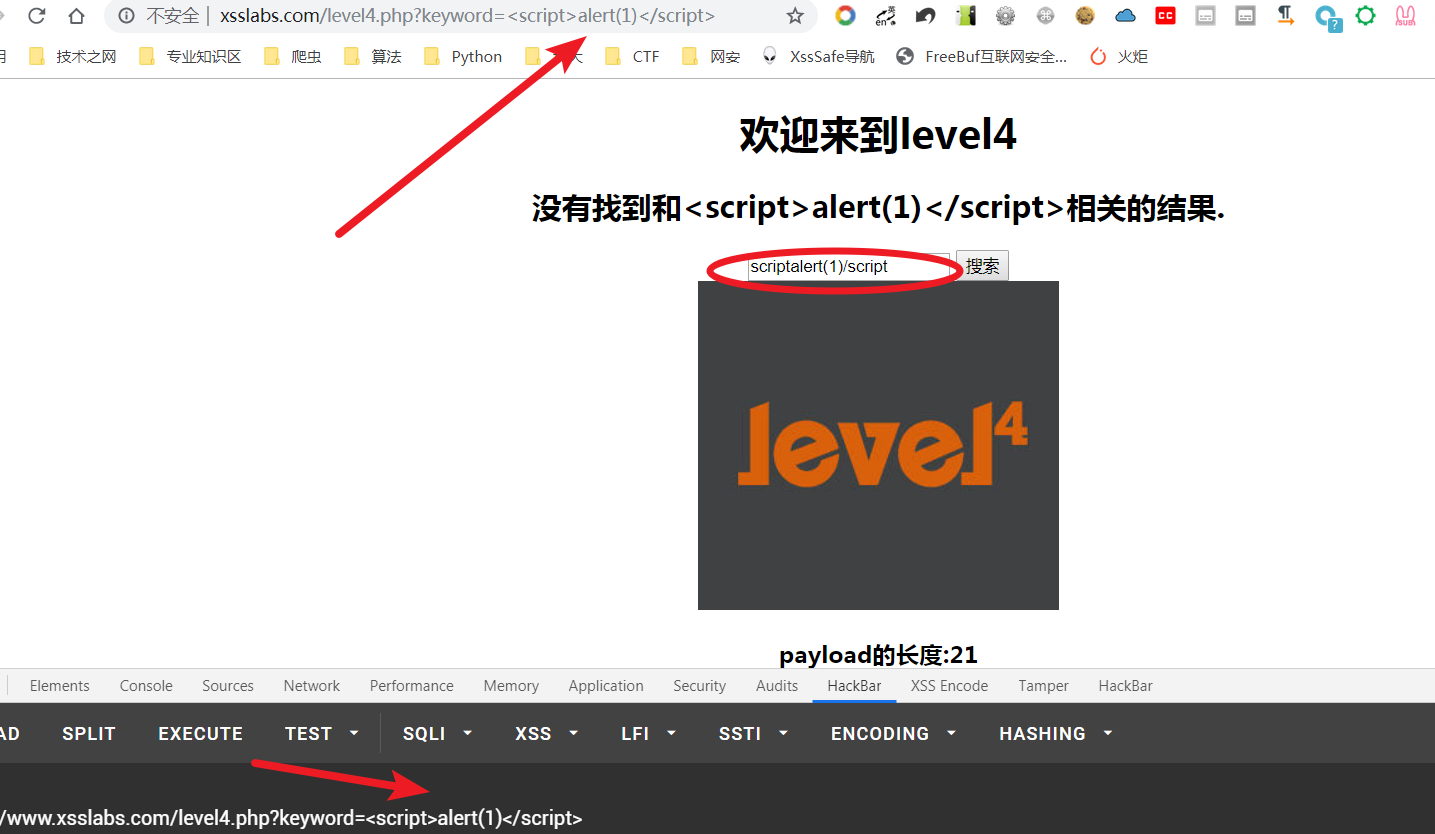 不安全 | xsslabs.com/level4.php?keyword=<script>alert(1)</script>
技术之网 专业知识区 爬虫 算法 Python CTF 网安 XssSafe导航 FreeBuf互联网安全... 火炬
欢迎来到level4
没有找到和<script>alert(1)</script>相关的结果.
scriptalert(1)/script 搜索
level4
payload的长度:21
Elements Console Sources Network Performance Memory Application Security Audits HackBar XSS Encode Tamper HackBar
AD SPLIT EXECUTE TEST SQLI XSS LFI SSTI ENCODING HASHING
/www.xsslabs.com/level4.php?keyword=<script>alert(1)</script>